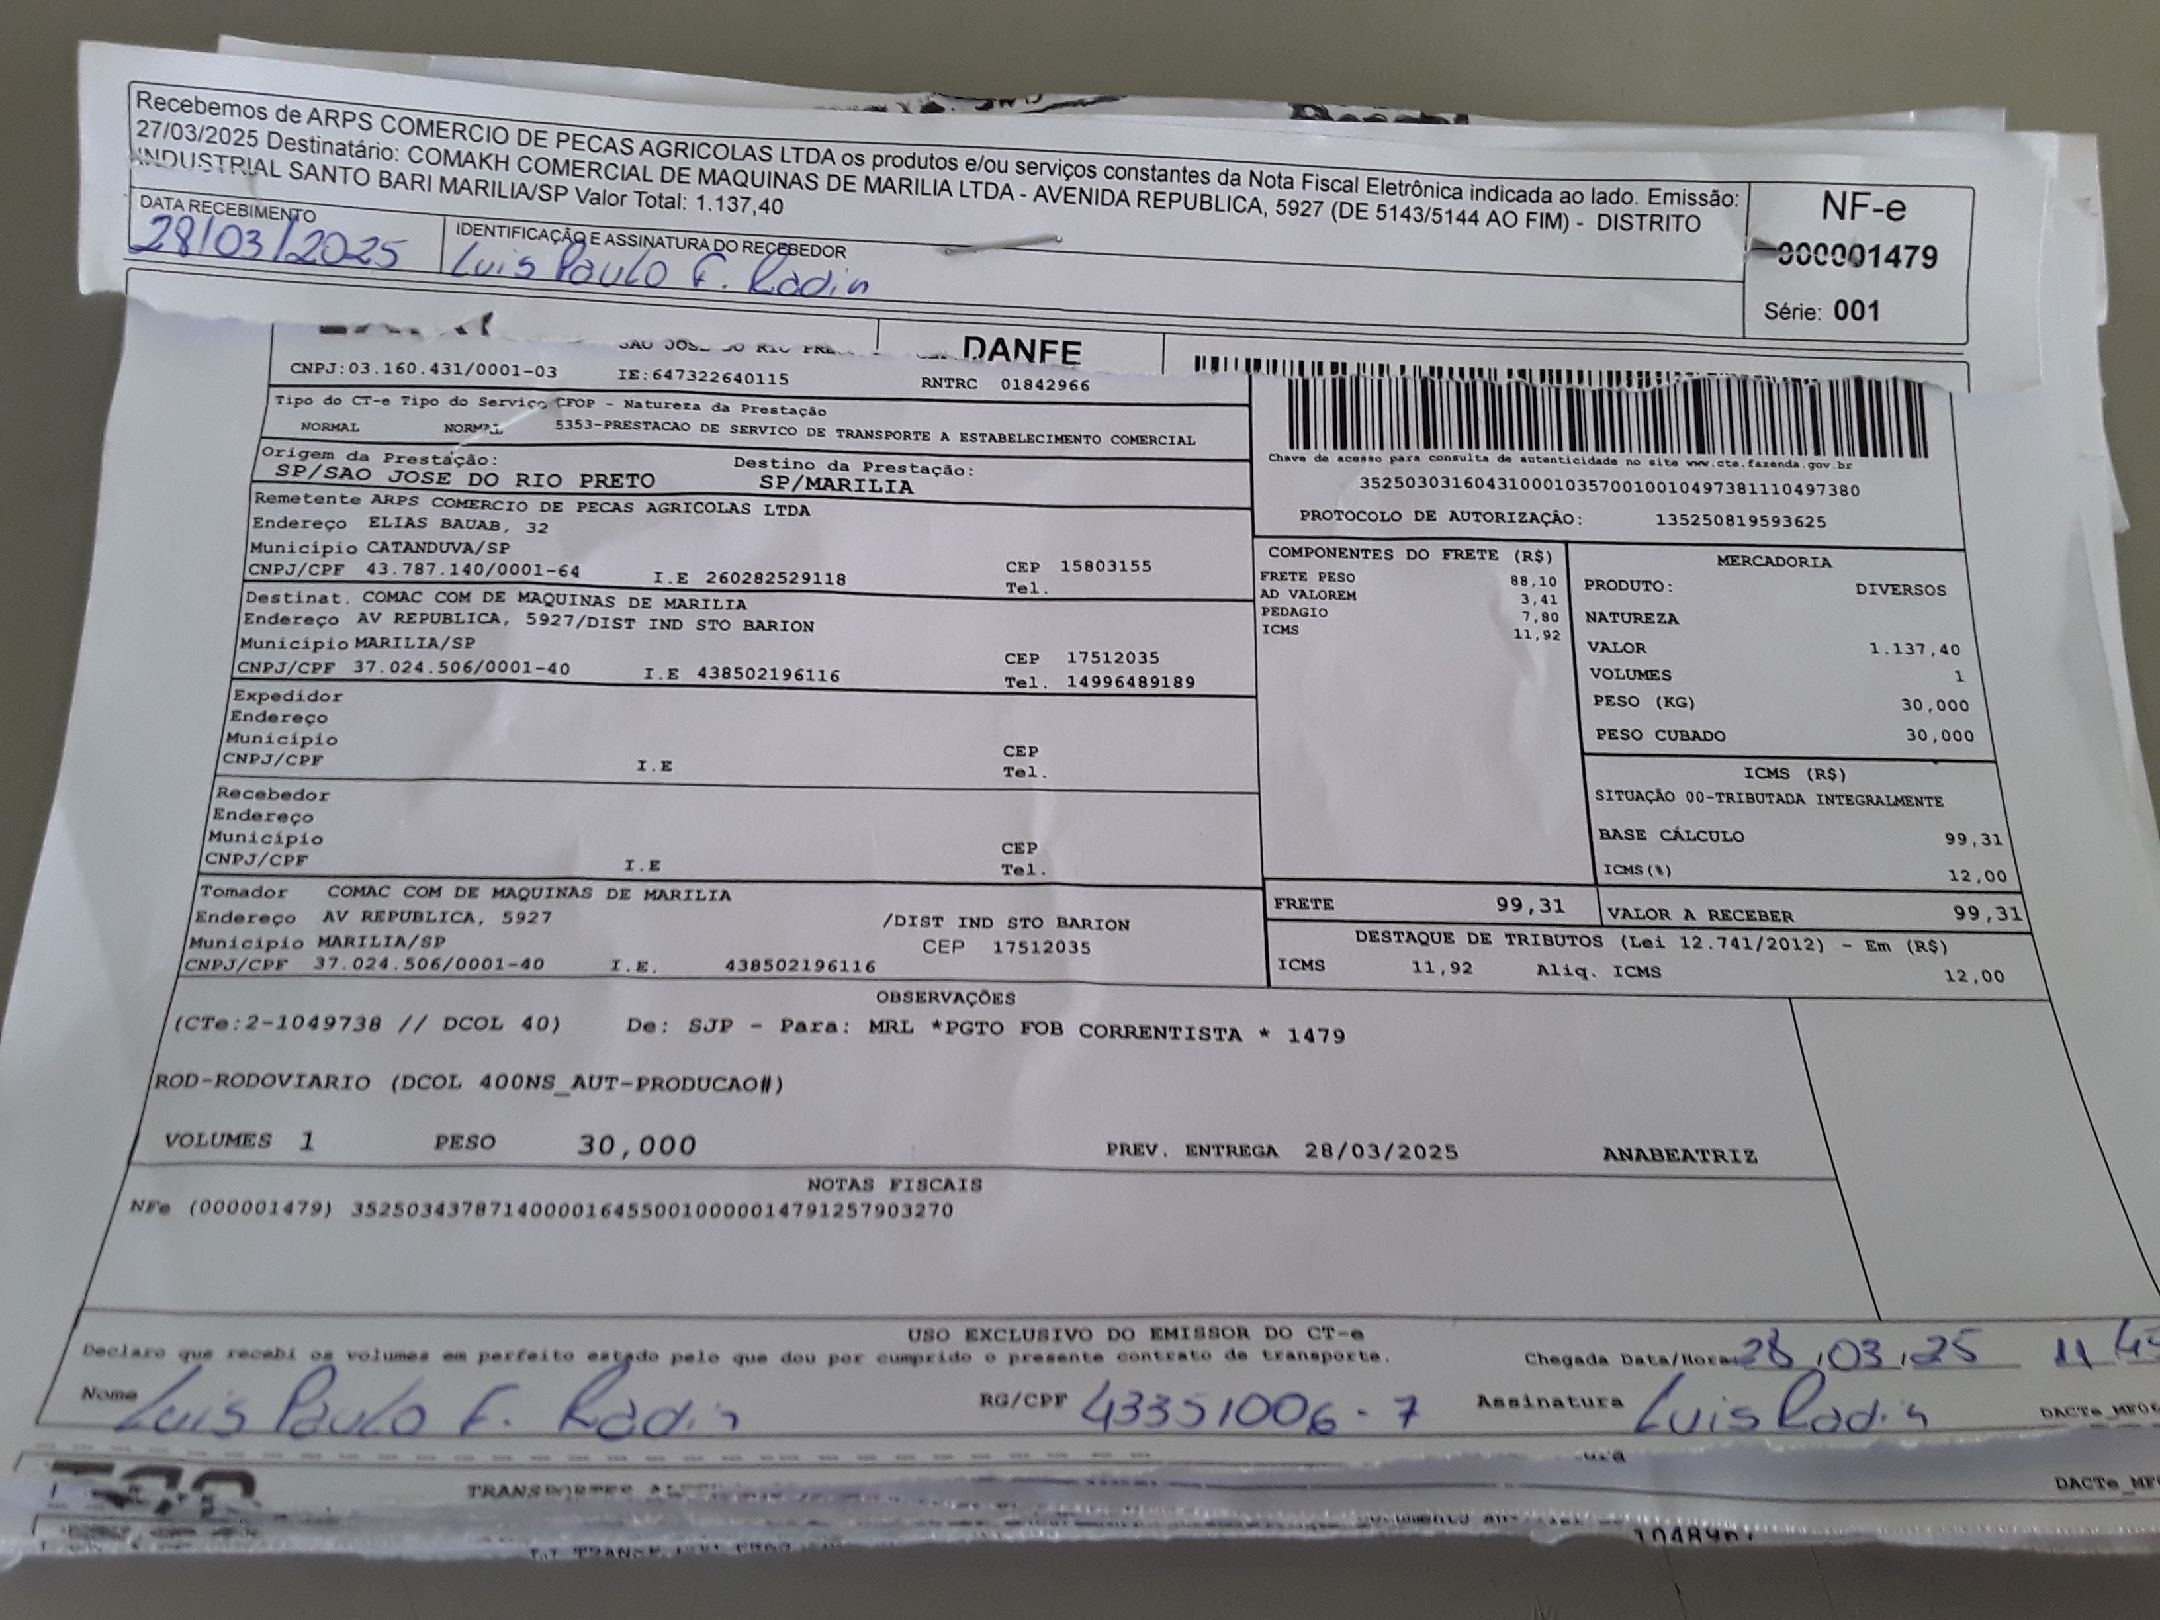 Recebemos de ARPS COMERCIO DE PECAS AGRICOLAS LTDA os produtos e/ou serviços constantes da Nota Fiscal Eletrônica indicada ao lado. Emissão:
27/03/2025 Destinatário: COMAKH COMERCIAL DE MAQUINAS DE MARILIA LTDA - AVENIDA REPUBLICA, 5927 (DE 5143/5144 AO FIM) - DISTRITO
INDUSTRIAL SANTO BARI MARILIA/SP Valor Total: 1.137,40
NF-e
000001479
Série: 001
DATA RECEBIMENTO
28/03/2025
IDENTIFICAÇÃO E ASSINATURA DO RECEBEDOR
Luis Paulo F. Radin
DANFE
CNPJ:03.160.431/0001-03 IE:647322640115 RNTRC 01842966
Tipo do CT-e Tipo do Serviço CFOP - Natureza da Prestação
NORMAL NORMAL 5353-PRESTACAO DE SERVICO DE TRANSPORTE A ESTABELECIMENTO COMERCIAL
Origem da Prestação: Destino da Prestação:
SP/SAO JOSE DO RIO PRETO SP/MARILIA
Remetente ARPS COMERCIO DE PECAS AGRICOLAS LTDA
Endereço ELIAS BAUAB, 32
Município CATANDUVA/SP CEP 15803155
CNPJ/CPF 43.787.140/0001-64 I.E 260282529118 Tel.
Destinat. COMAC COM DE MAQUINAS DE MARILIA
Endereço AV REPUBLICA, 5927/DIST IND STO BARION
Município MARILIA/SP CEP 17512035
CNPJ/CPF 37.024.506/0001-40 I.E 438502196116 Tel. 14996489189
Expedidor
Endereço
Município CEP
CNPJ/CPF I.E Tel.
Recebedor
Endereço
Município CEP
CNPJ/CPF I.E Tel.
Tomador COMAC COM DE MAQUINAS DE MARILIA
Endereço AV REPUBLICA, 5927 /DIST IND STO BARION
Município MARILIA/SP CEP 17512035
CNPJ/CPF 37.024.506/0001-40 I.E. 438502196116
Chave de acesso para consulta de autenticidade no site www.cte.fazenda.gov.br
35250303160431000103570010010497381110497380
PROTOCOLO DE AUTORIZAÇÃO: 135250819593625
COMPONENTES DO FRETE (R$)
FRETE PESO 88,10
AD VALOREM 3,41
PEDAGIO 7,80
ICMS 11,92
MERCADORIA
PRODUTO: DIVERSOS
NATUREZA
VALOR 1.137,40
VOLUMES 1
PESO (KG) 30,000
PESO CUBADO 30,000
ICMS (R$)
SITUAÇÃO 00-TRIBUTADA INTEGRALMENTE
BASE CÁLCULO 99,31
ICMS(%) 12,00
FRETE 99,31 VALOR A RECEBER 99,31
DESTAQUE DE TRIBUTOS (Lei 12.741/2012) - Em (R$)
ICMS 11,92 Aliq. ICMS 12,00
OBSERVAÇÕES
(CTe:2-1049738 // DCOL 40) De: SJP - Para: MRL *PGTO FOB CORRENTISTA * 1479
ROD-RODOVIARIO (DCOL 400NS_AUT-PRODUCAO#)
VOLUMES 1 PESO 30,000 PREV. ENTREGA 28/03/2025 ANABEATRIZ
NOTAS FISCAIS
NFe (000001479) 35250343787140000164550010000014791257903270
USO EXCLUSIVO DO EMISSOR DO CT-e
Declaro que recebi os volumes em perfeito estado pelo que dou por cumprido o presente contrato de transporte. Chegada Data/Hora 28,03,25 11 45
Nome Luis Paulo F. Radin RG/CPF 43351006-7 Assinatura Luis Radin